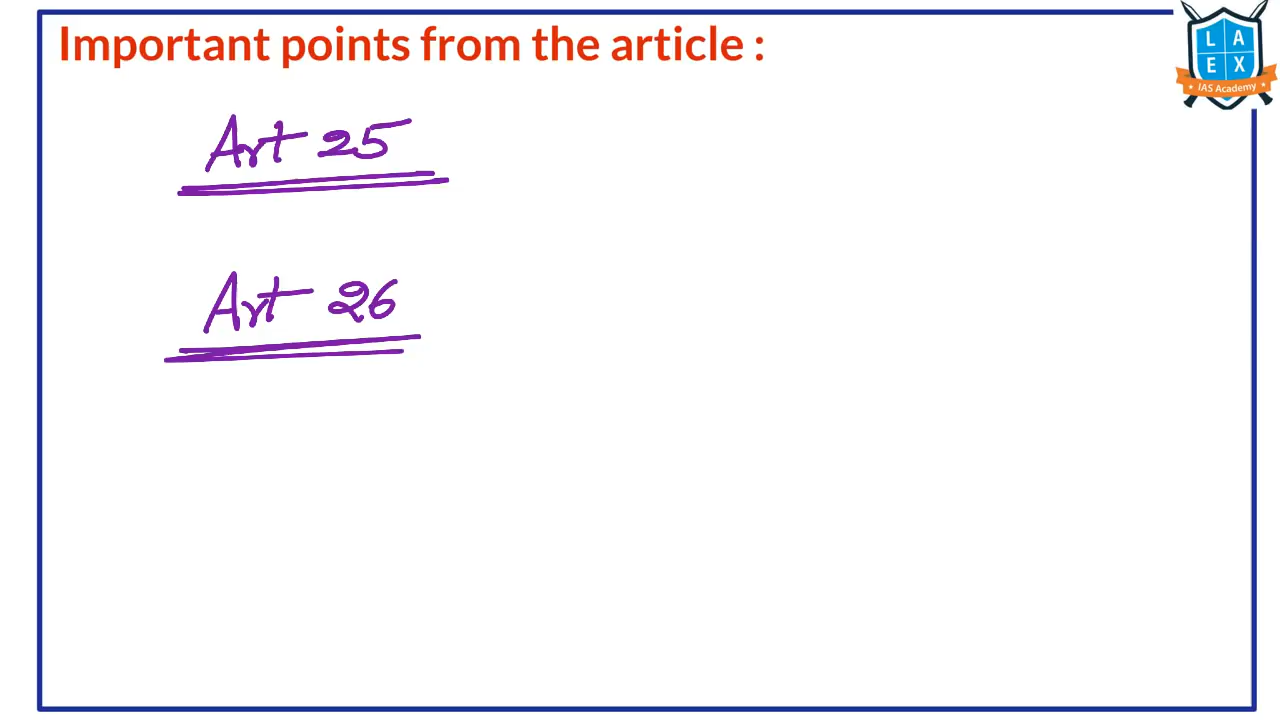 Important points from the article :
L A
E X
IAS Academy
Art 25
Art 26